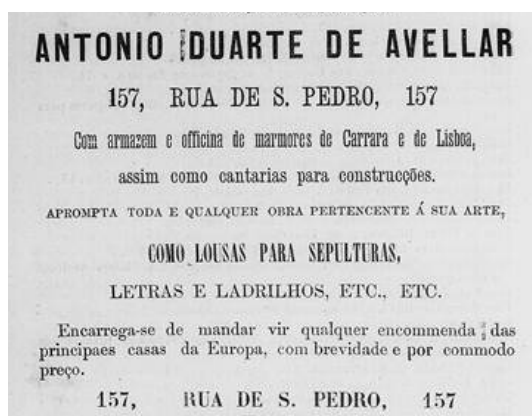 ANTONIO DUARTE DE AVELLAR
157, RUA DE S. PEDRO, 157
Com armazem e officina de marmores de Carrara e de Lisboa,
assim como cantarias para construcções.
APROMPTA TODA E QUALQUER OBRA PERTENCENTE Á SUA ARTE,
COMO LOUSAS PARA SEPULTURAS,
LETRAS E LADRILHOS, ETC., ETC.
Encarrega-se de mandar vir qualquer encommenda das
principaes casas da Europa, com brevidade e por commodo
preço.
157, RUA DE S. PEDRO, 157